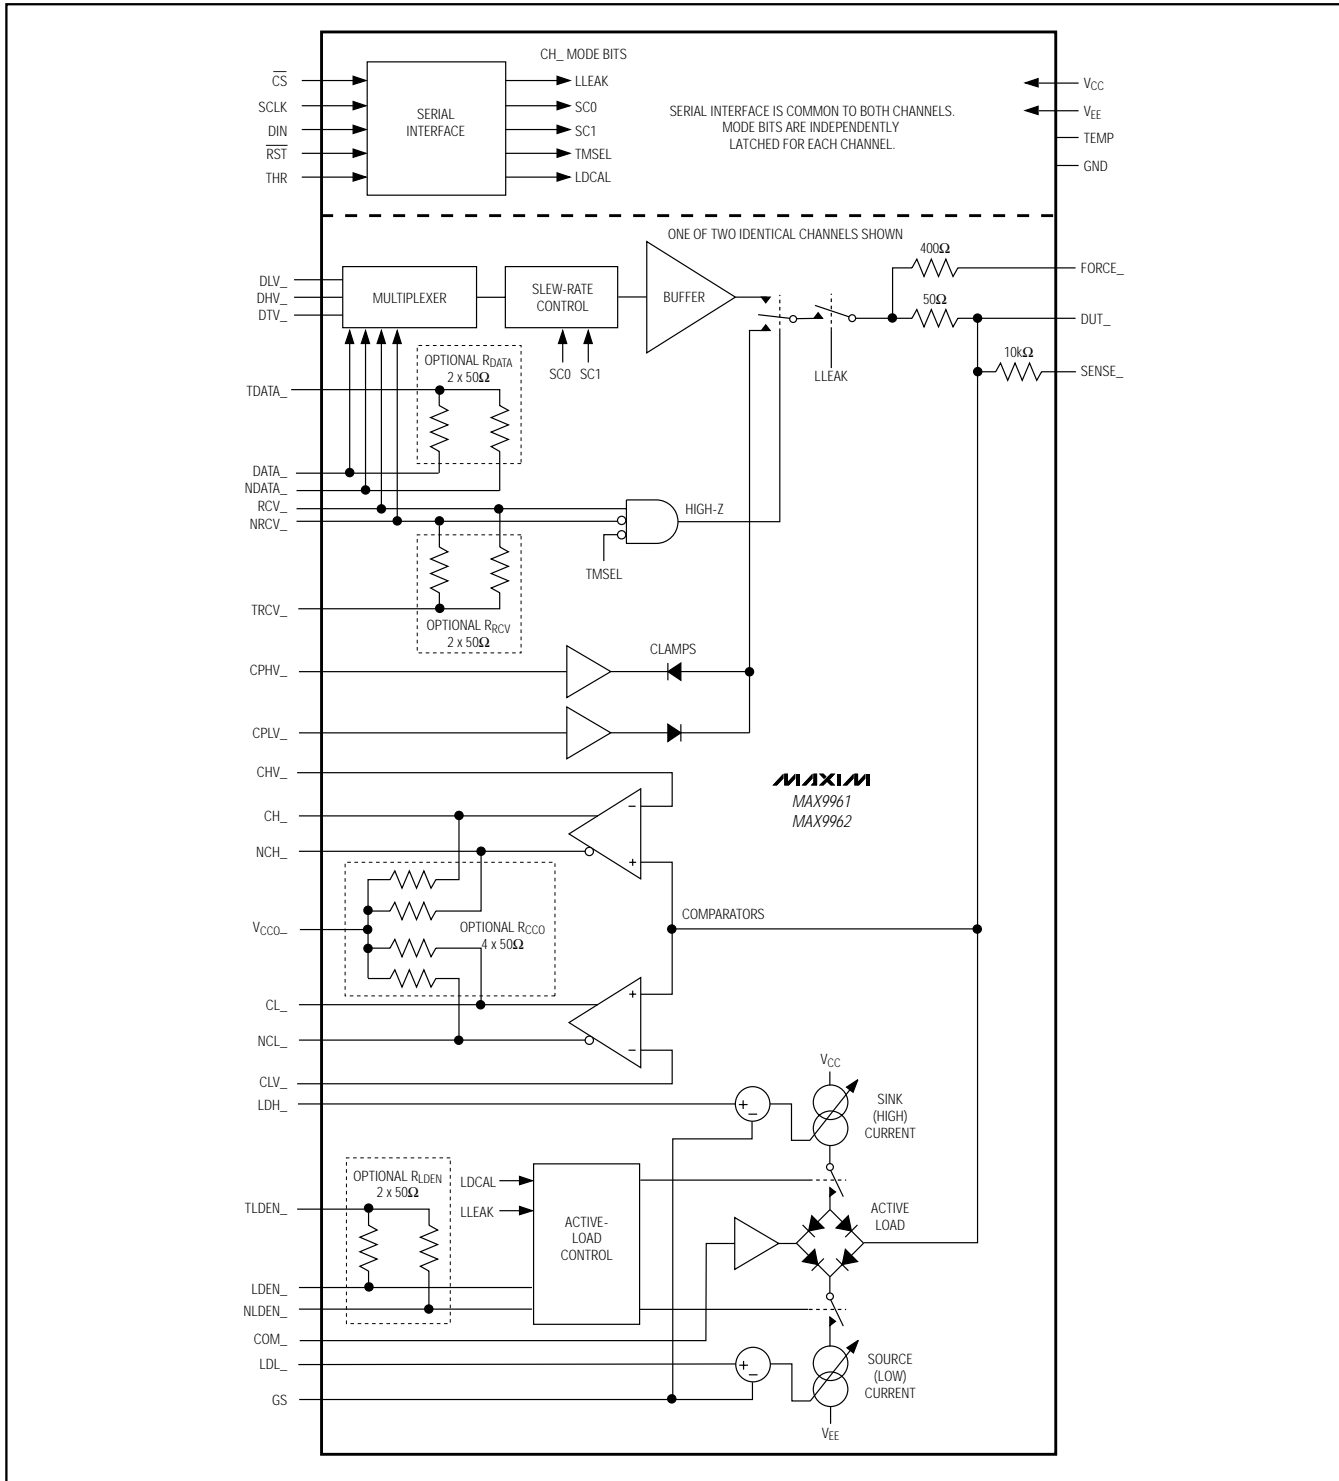 CH_ MODE BITS
CS
SCLK
DIN
RST
THR
SERIAL
INTERFACE
LLEAK
SC0
SC1
TMSEL
LDCAL
SERIAL INTERFACE IS COMMON TO BOTH CHANNELS.
MODE BITS ARE INDEPENDENTLY
LATCHED FOR EACH CHANNEL.
VCC
VEE
TEMP
GND
ONE OF TWO IDENTICAL CHANNELS SHOWN
DLV_
DHV_
DTV_
MULTIPLEXER
SLEW-RATE
CONTROL
BUFFER
SC0 SC1
LLEAK
400Ω
50Ω
10kΩ
FORCE_
DUT_
SENSE_
OPTIONAL RDATA
2 x 50Ω
TDATA_
DATA_
NDATA_
RCV_
NRCV_
HIGH-Z
TMSEL
TRCV_
OPTIONAL RRCV
2 x 50Ω
CLAMPS
CPHV_
CPLV_
CHV_
CH_
NCH_
−
+
MAXIM
MAX9961
MAX9962
OPTIONAL RCCO
4 x 50Ω
VCCO_
COMPARATORS
CL_
NCL_
CLV_
+
−
LDH_
+
−
VCC
SINK
(HIGH)
CURRENT
OPTIONAL RLDEN
2 x 50Ω
TLDEN_
LDCAL
LLEAK
ACTIVE-
LOAD
CONTROL
ACTIVE
LOAD
LDEN_
NLDEN_
COM_
LDL_
GS
+
−
SOURCE
(LOW)
CURRENT
VEE